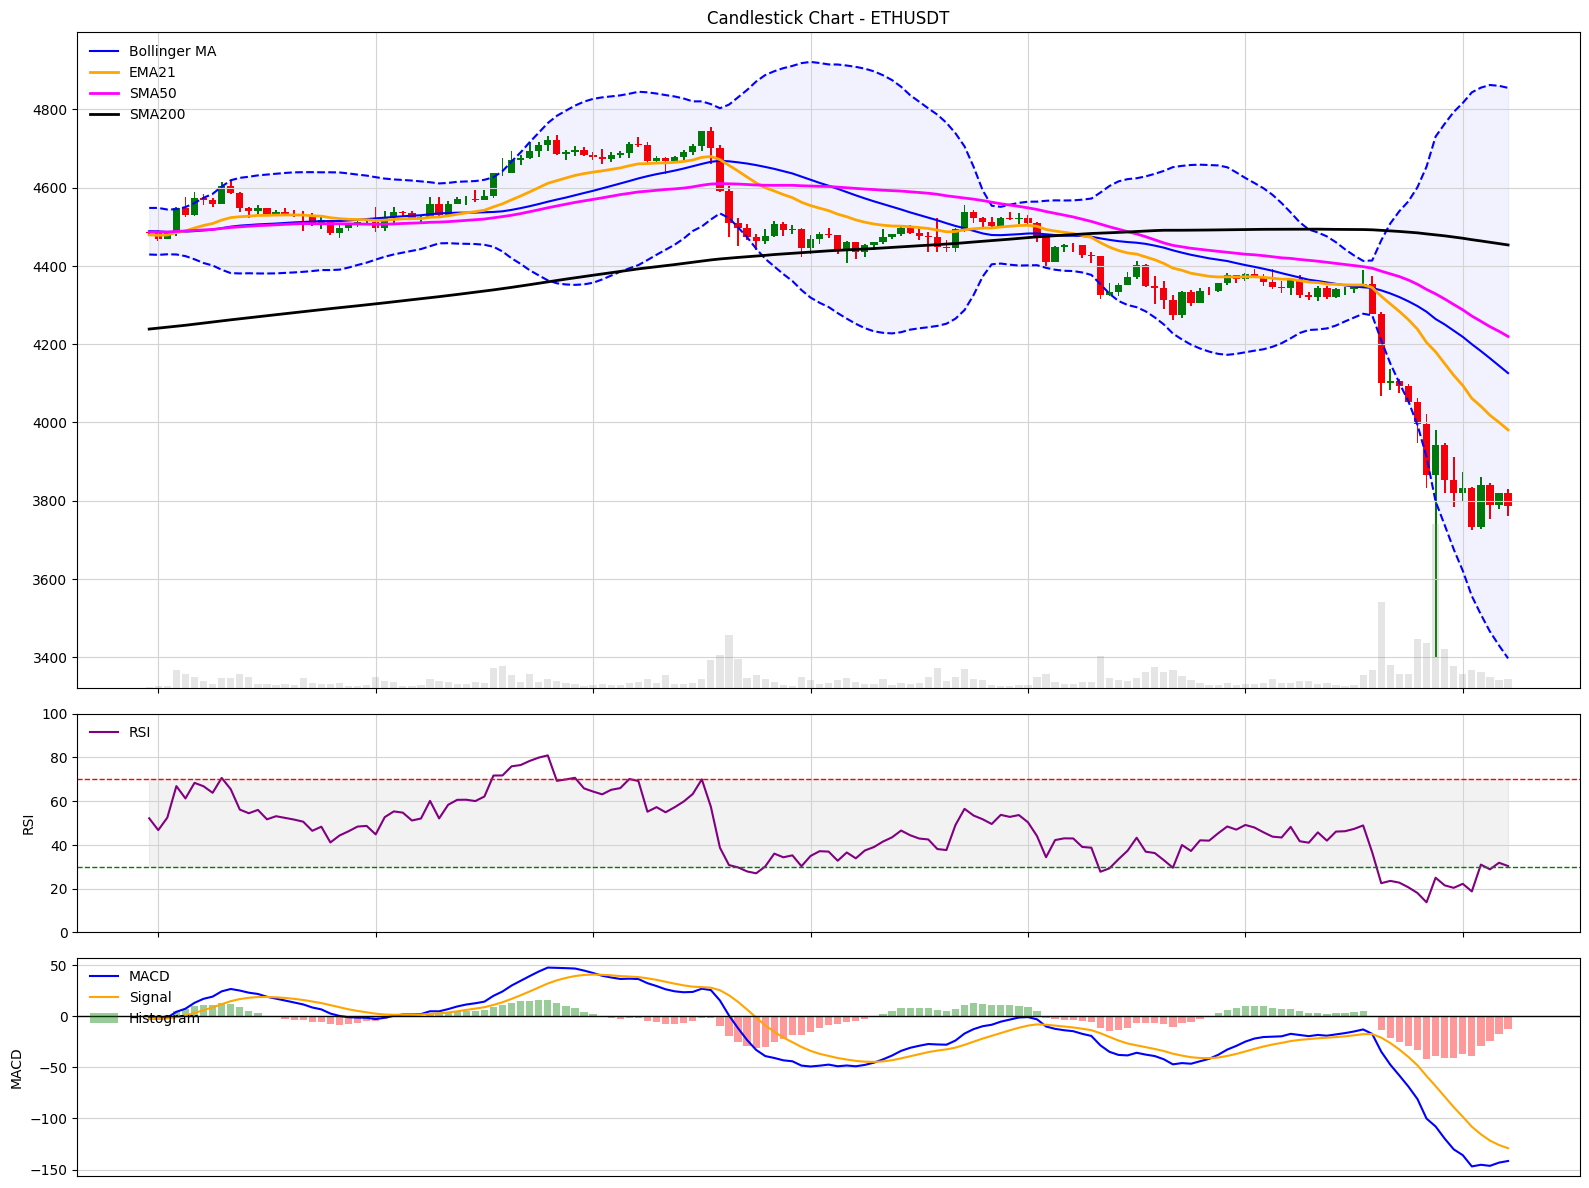 Candlestick Chart - ETHUSDT
Bollinger MA
EMA21
SMA50
SMA200
4800
4600
4400
4200
4000
3800
3600
3400
100
80
60
40
20
0
RSI
RSI
50
0
−50
−100
−150
MACD
MACD
Signal
Histogram